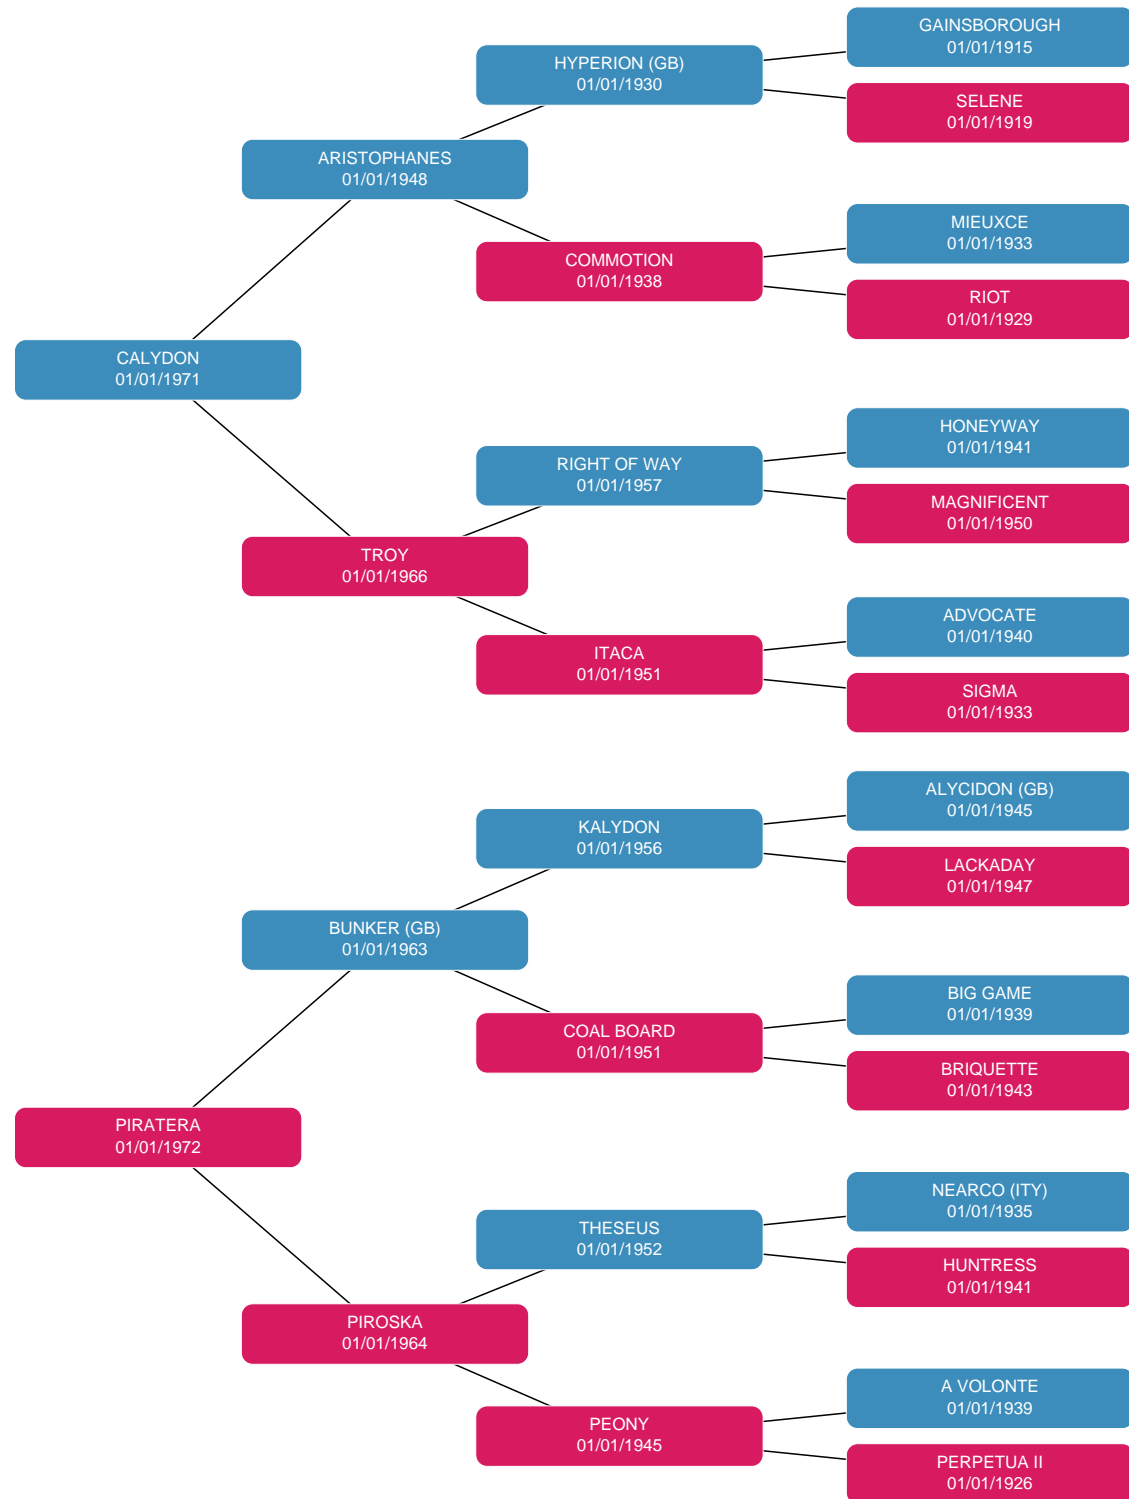 GAINSBOROUGH
01/01/1915
HYPERION (GB)
01/01/1930
SELENE
01/01/1919
ARISTOPHANES
01/01/1948
MIEUXCE
01/01/1933
COMMOTION
01/01/1938
RIOT
01/01/1929
CALYDON
01/01/1971
HONEYWAY
01/01/1941
RIGHT OF WAY
01/01/1957
MAGNIFICENT
01/01/1950
TROY
01/01/1966
ADVOCATE
01/01/1940
ITACA
01/01/1951
SIGMA
01/01/1933
ALYCIDON (GB)
01/01/1945
KALYDON
01/01/1956
LACKADAY
01/01/1947
BUNKER (GB)
01/01/1963
BIG GAME
01/01/1939
COAL BOARD
01/01/1951
BRIQUETTE
01/01/1943
PIRATERA
01/01/1972
NEARCO (ITY)
01/01/1935
THESEUS
01/01/1952
HUNTRESS
01/01/1941
PIROSKA
01/01/1964
A VOLONTE
01/01/1939
PEONY
01/01/1945
PERPETUA II
01/01/1926